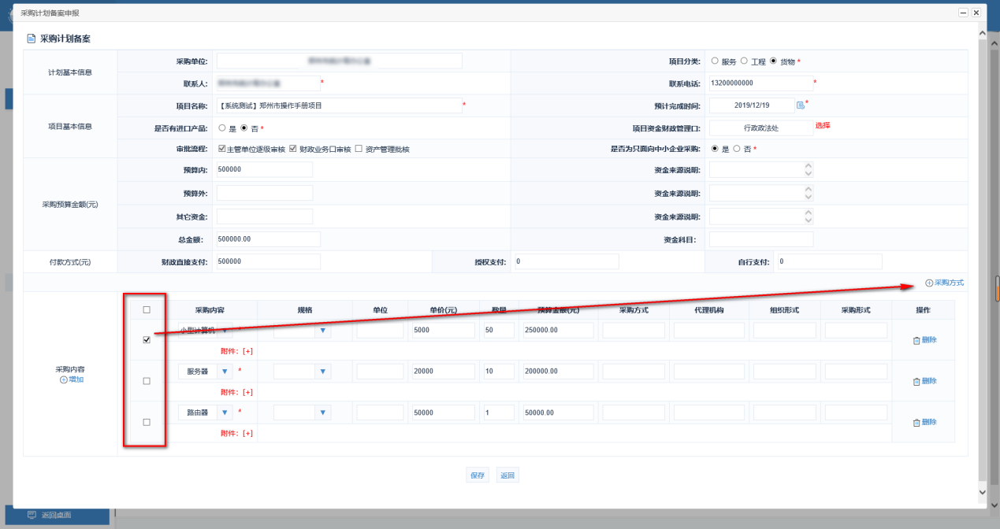 采购计划备案申报
采购计划备案
计划基本信息
采购单位:
项目分类: 服务 工程 货物 *
联系人: *
联系电话: 13200000000 *
项目基本信息
项目名称: 【系统测试】郑州市操作手册项目 *
预计完成时间: 2019/12/19 *
是否有进口产品: 是 否 *
项目资金财政管理口: 行政政法处 选择
审批流程: 主管单位逐级审核 财政业务口审核 资产管理批核
是否为只面向中小企业采购: 是 否 *
采购预算金额(元)
预算内: 500000
资金来源说明:
预算外:
资金来源说明:
其它资金:
资金来源说明:
总金额: 500000.00
资金科目:
付款方式(元)
财政直接支付: 500000
授权支付: 0
自行支付: 0
采购方式
采购内容
增加
采购内容 规格 单位 单价(元) 数量 预算金额(元) 采购方式 代理机构 组织形式 采购形式 操作
小型计算机 * 5000 50 250000.00 删除
附件: [+]
服务器 * 20000 10 200000.00 删除
附件: [+]
路由器 * 50000 1 50000.00 删除
附件: [+]
保存 返回
返回桌面